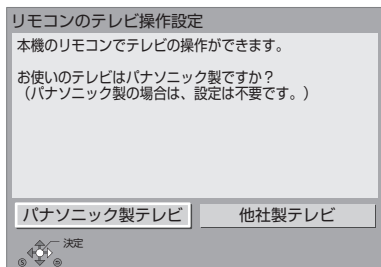 リモコンのテレビ操作設定
本機のリモコンでテレビの操作ができます。
お使いのテレビはパナソニック製ですか？
（パナソニック製の場合は、設定は不要です。）
パナソニック製テレビ
他社製テレビ
決定
S